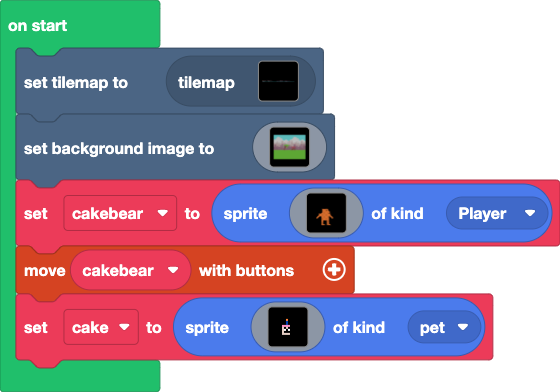 on start
set tilemap to tilemap
set background image to
set cakebear to sprite of kind Player
move cakebear with buttons
set cake to sprite of kind pet